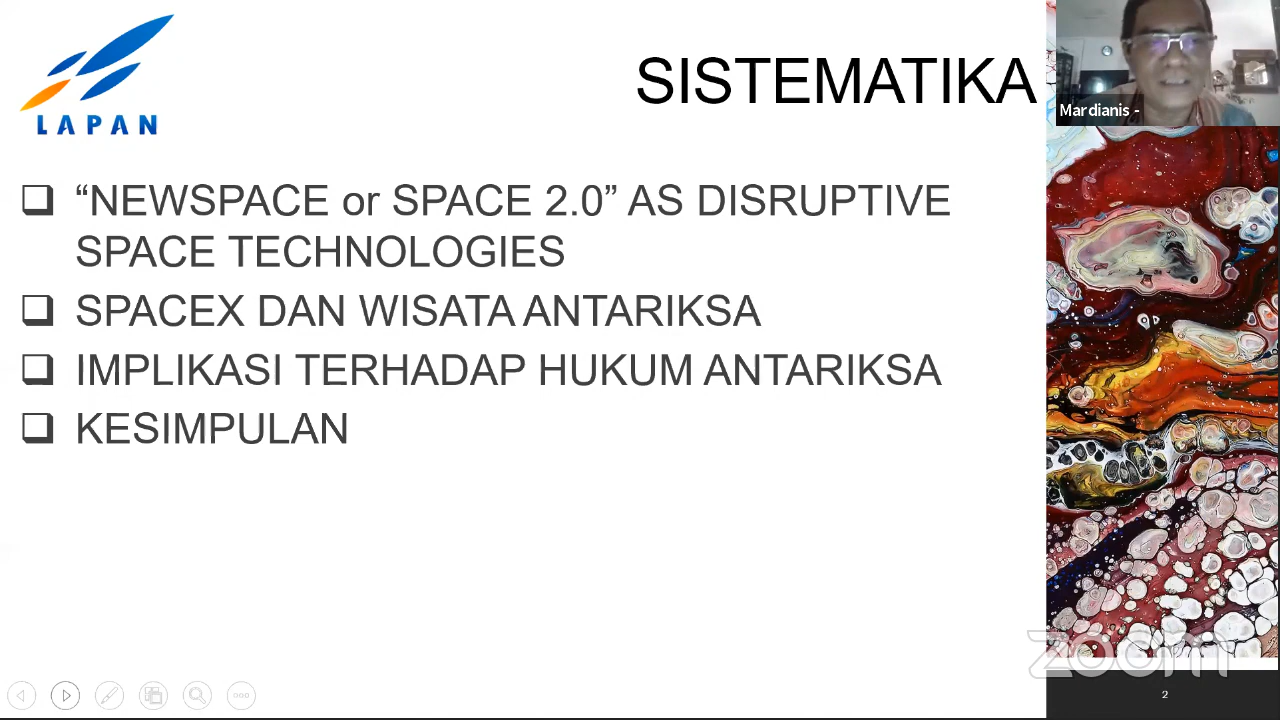 LAPAN
SISTEMATIKA
Mardianis -
❑ “NEWSPACE or SPACE 2.0” AS DISRUPTIVE
SPACE TECHNOLOGIES
❑ SPACEX DAN WISATA ANTARIKSA
❑ IMPLIKASI TERHADAP HUKUM ANTARIKSA
❑ KESIMPULAN
zoom
2